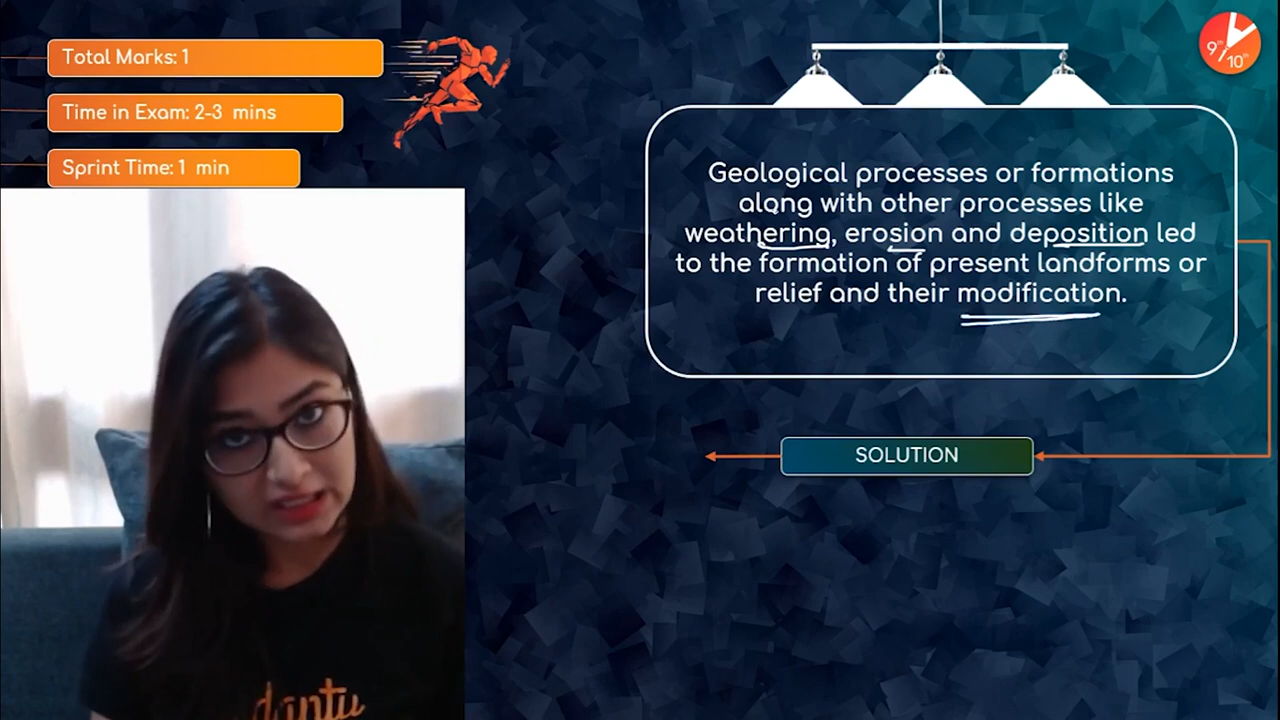 Total Marks: 1
Time in Exam: 2-3 mins
Sprint Time: 1 min
9th
10th
Geological processes or formations
along with other processes like
weathering, erosion and deposition led
to the formation of present landforms or
relief and their modification.
SOLUTION